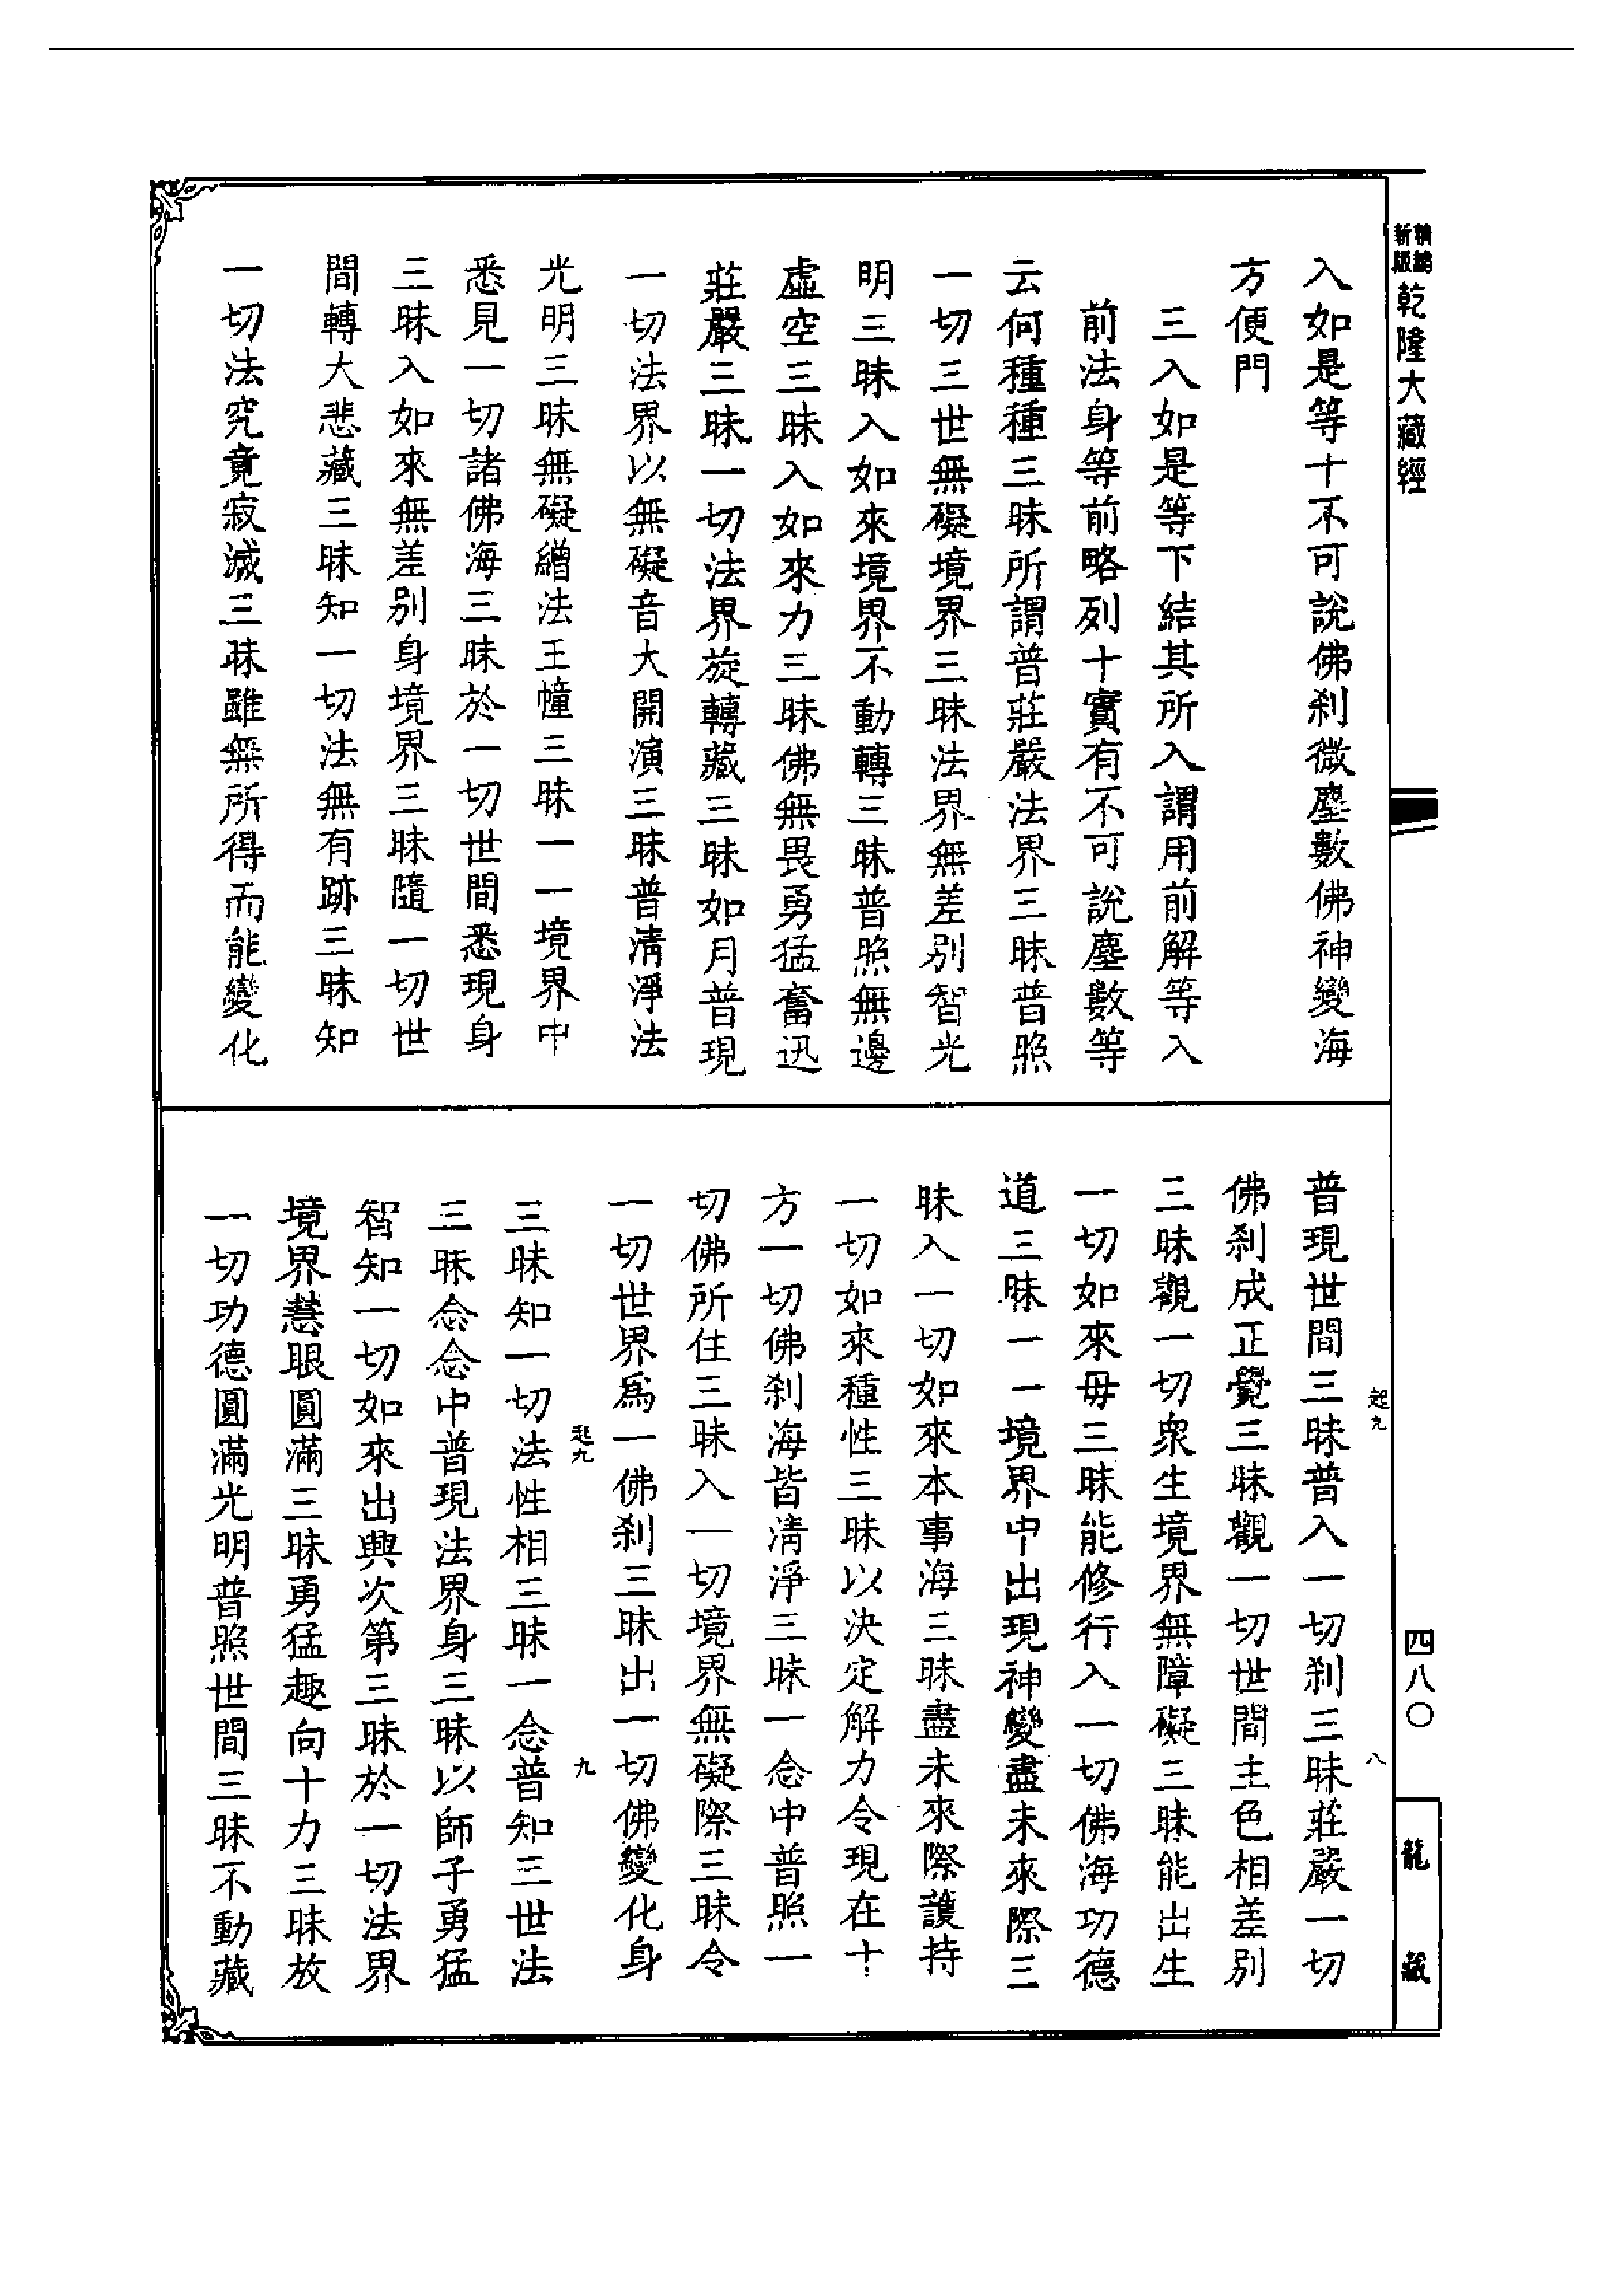 新版
精鐫
乾隆大藏經
入如是等十不可說佛刹微塵數佛神變海
方便門
三入如是等下結其所入謂用前解等入
前法身等前略列十實有不可說塵數等
云何種種三昧所謂普莊嚴法界三昧普照
一切三世無礙境界三昧法界無差別智光
明三昧入如來境界不動轉三昧普照無邊
虛空三昧入如來力三昧佛無畏勇猛奮迅
莊嚴三昧一切法界旋轉藏三昧如月普現
一切法界以無礙音大開演三昧普清淨法
光明三昧無礙繒法王幢三昧一一境界中
悉見一切諸佛海三昧於一切世間悉現身
三昧入如來無差別身境界三昧隨一切世
間轉大悲藏三昧知一切法無有跡三昧知
一切法究竟寂滅三昧雖無所得而能變化
普現世間三昧普入一切刹三昧莊嚴一切
佛刹成正覺三昧觀一切世間主色相差別
三昧觀一切衆生境界無障礙三昧能出生
一切如來母三昧能修行入一切佛海功德
道三昧一一境界中出現神變盡未來際三
昧入一切如來本事海三昧盡未來際護持
一切如來種性三昧以決定解力令現在十
方一切佛刹海皆清淨三昧一念中普照一
切佛所住三昧入一切境界無礙際三昧令
一切世界爲一佛刹三昧出一切佛變化身
起九 九
三昧知一切法性相三昧一念普知三世法
三昧念念中普現法界身三昧以師子勇猛
智知一切如來出興次第三昧於一切法界
境界慧眼圓滿三昧勇猛趣向十力三昧放
一切功德圓滿光明普照世間三昧不動藏
起九 八
四八〇
龍藏